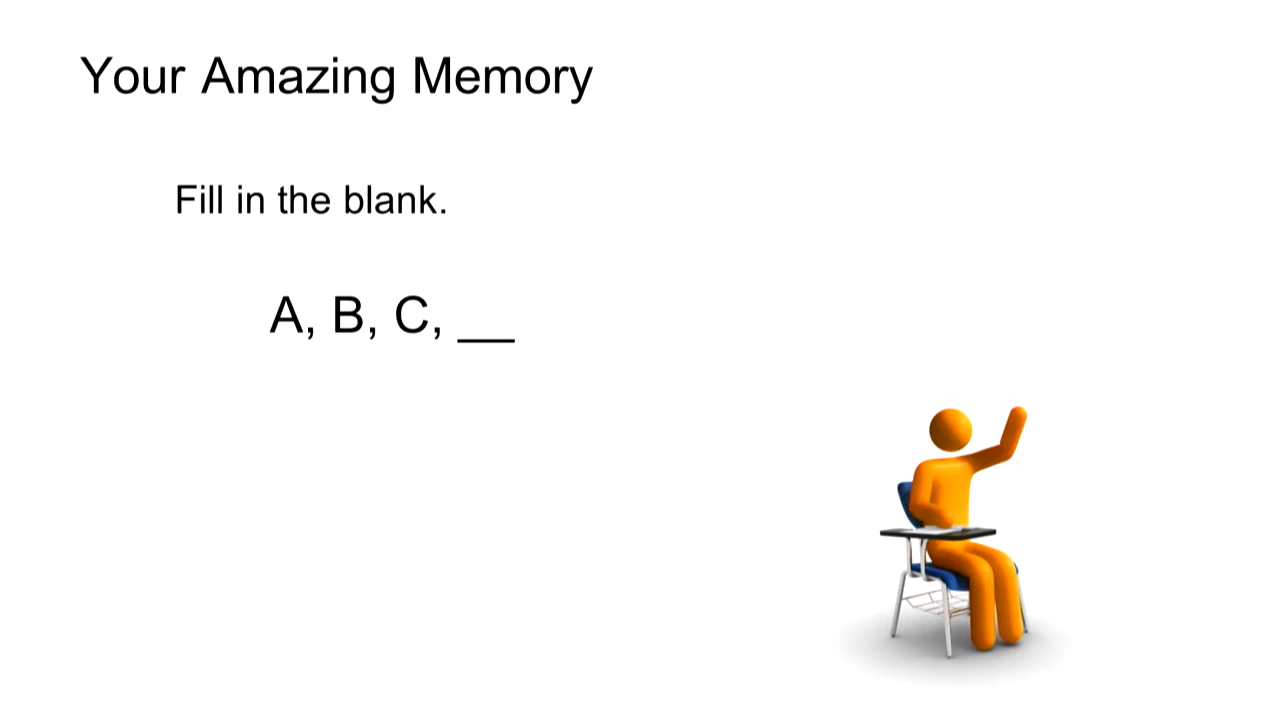 Your Amazing Memory
Fill in the blank.
A, B, C, __